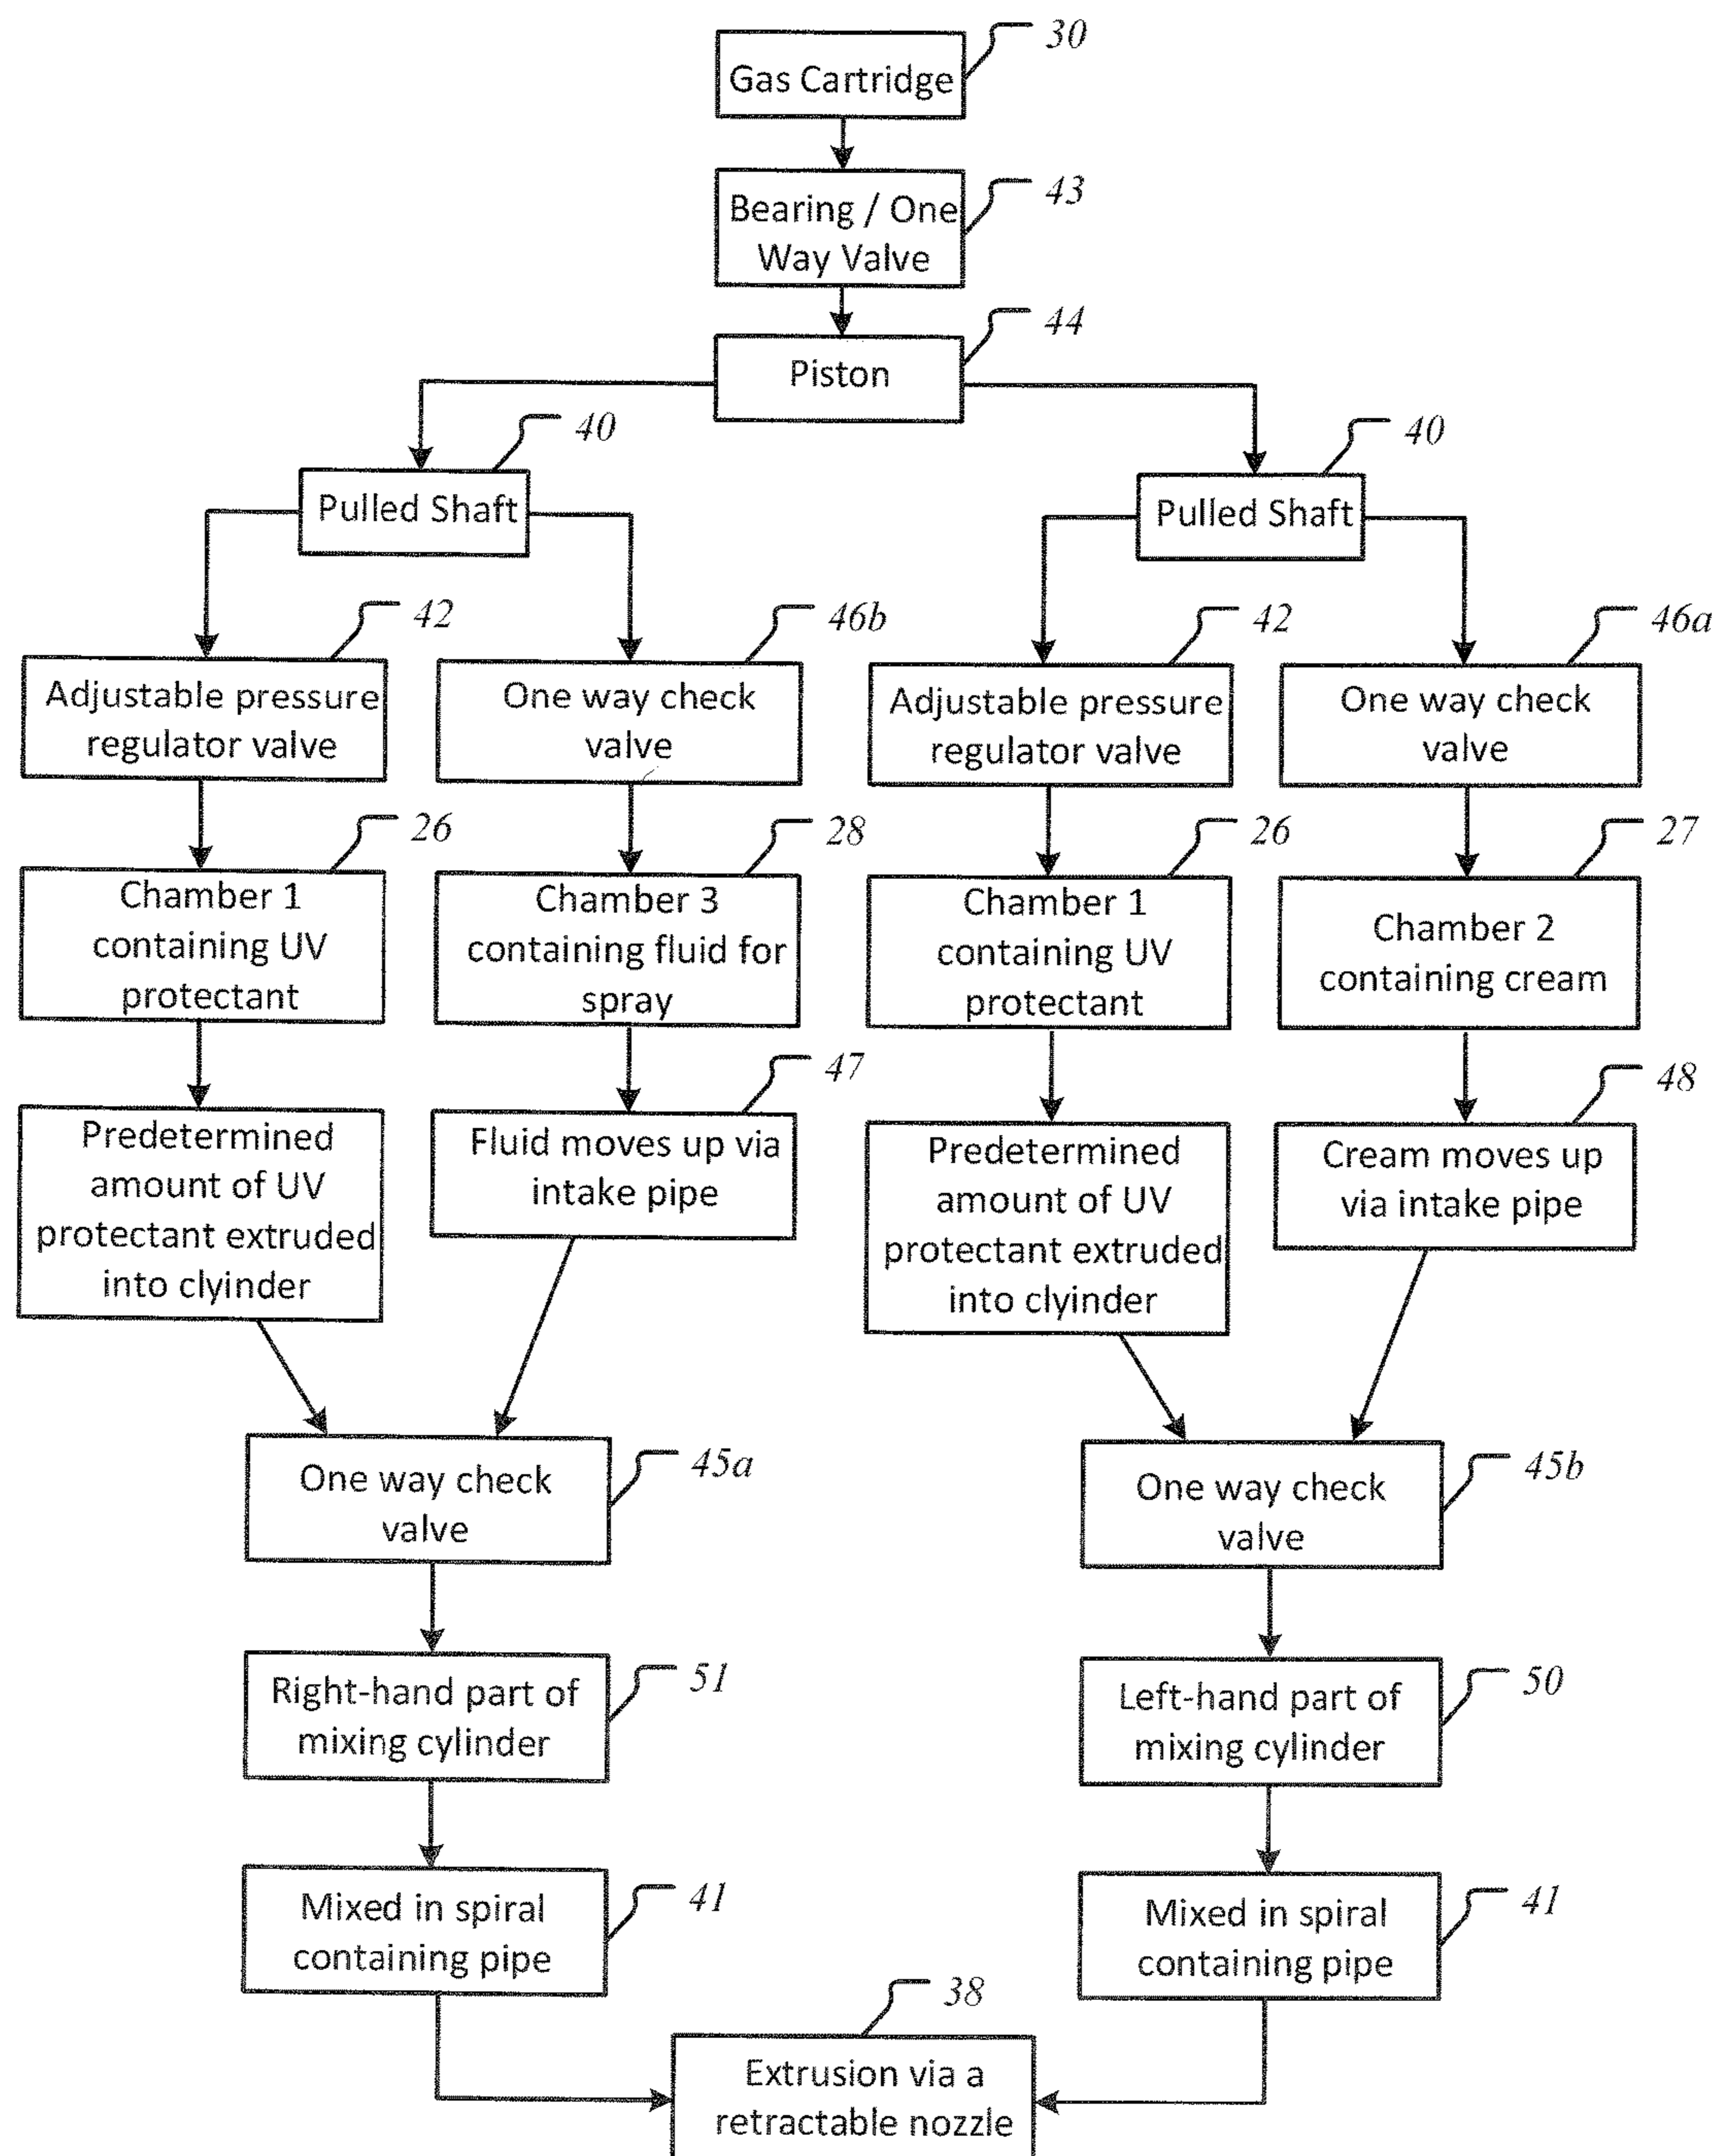 30
Gas Cartridge
43
Bearing / One
Way Valve
44
Piston
40
Pulled Shaft
40
Pulled Shaft
42
Adjustable pressure
regulator valve
46b
One way check
valve
42
Adjustable pressure
regulator valve
46a
One way check
valve
26
Chamber 1
containing UV
protectant
28
Chamber 3
containing fluid for
spray
26
Chamber 1
containing UV
protectant
27
Chamber 2
containing cream
Predetermined
amount of UV
protectant extruded
into clyinder
47
Fluid moves up via
intake pipe
Predetermined
amount of UV
protectant extruded
into clyinder
48
Cream moves up
via intake pipe
45a
One way check
valve
45b
One way check
valve
51
Right-hand part of
mixing cylinder
50
Left-hand part of
mixing cylinder
41
Mixed in spiral
containing pipe
41
Mixed in spiral
containing pipe
38
Extrusion via a
retractable nozzle